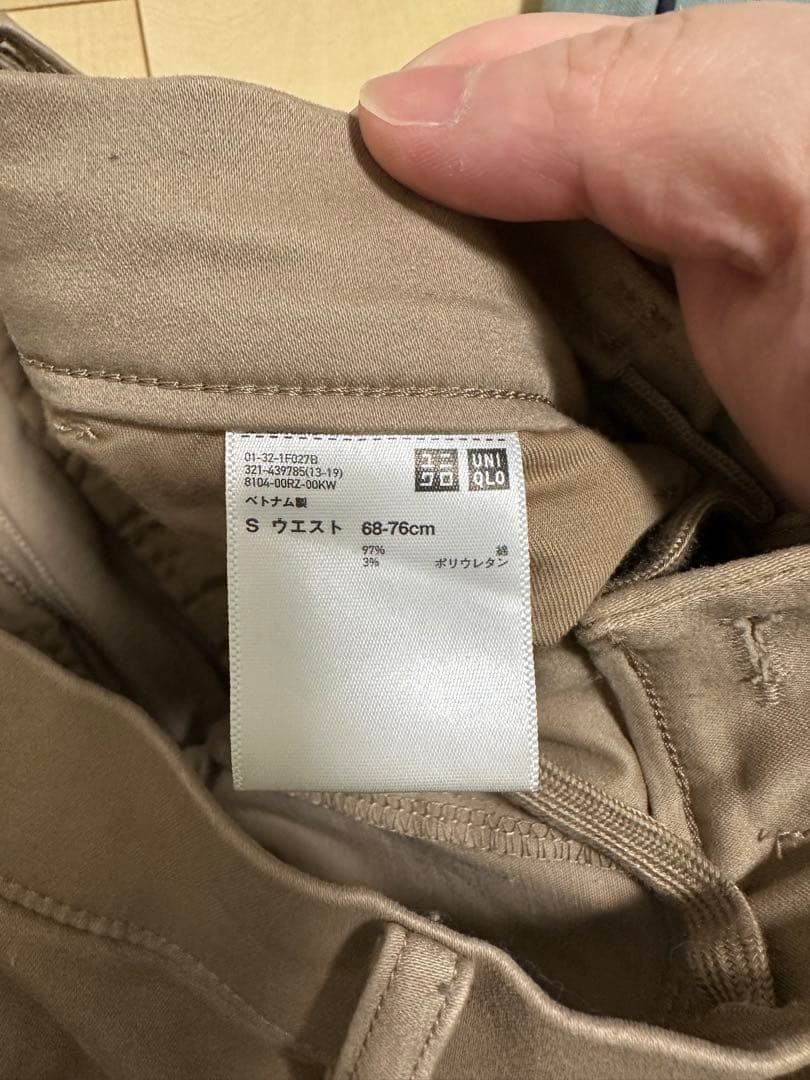 01-32-1F027B
321-439785(13-19)
8104-00RZ-00KW
ユニ
クロ
UNI
QLO
ベトナム製
S ウエスト 68-76cm
97% 綿
3% ポリウレタン